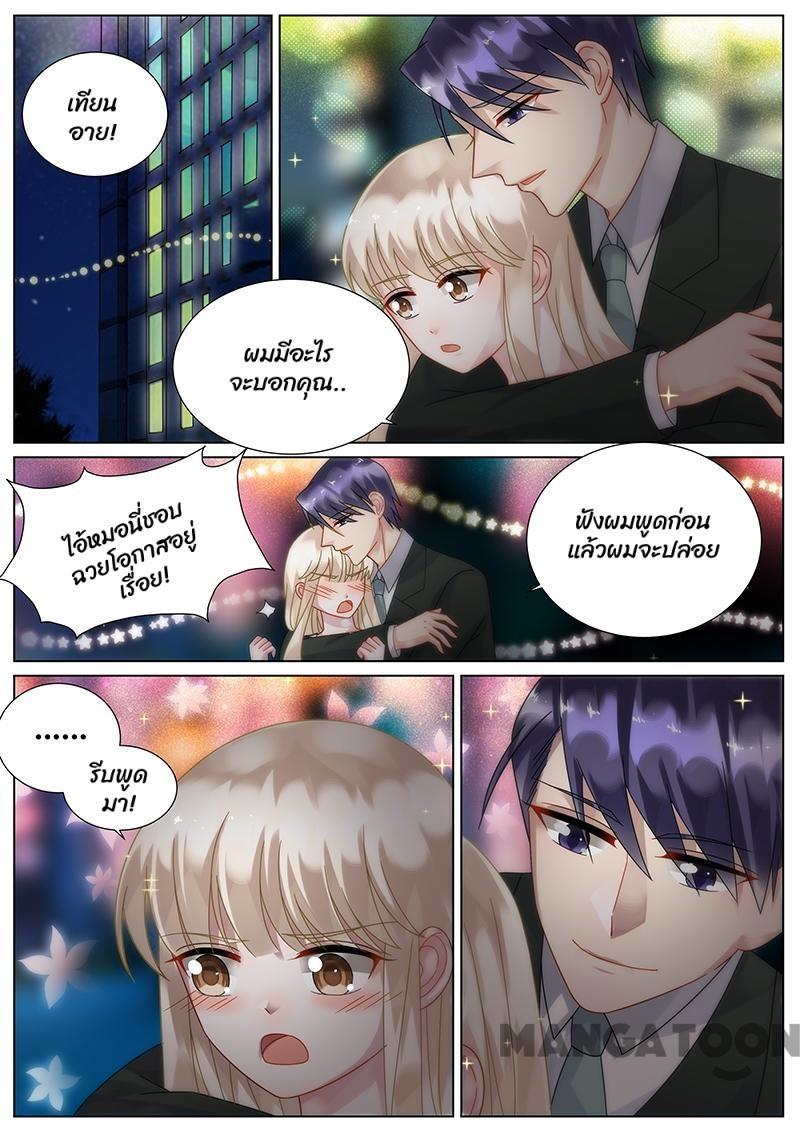 เทียน
อาย!
ผมมีอะไร
จะบอกคุณ..
ไอ้หมอนี่ชอบ
ฉวยโอกาสอยู่
เรื่อย!
ฟังผมพูดก่อน
แล้วผมจะปล่อย
......
รีบพูด
มา!
MANGATOON